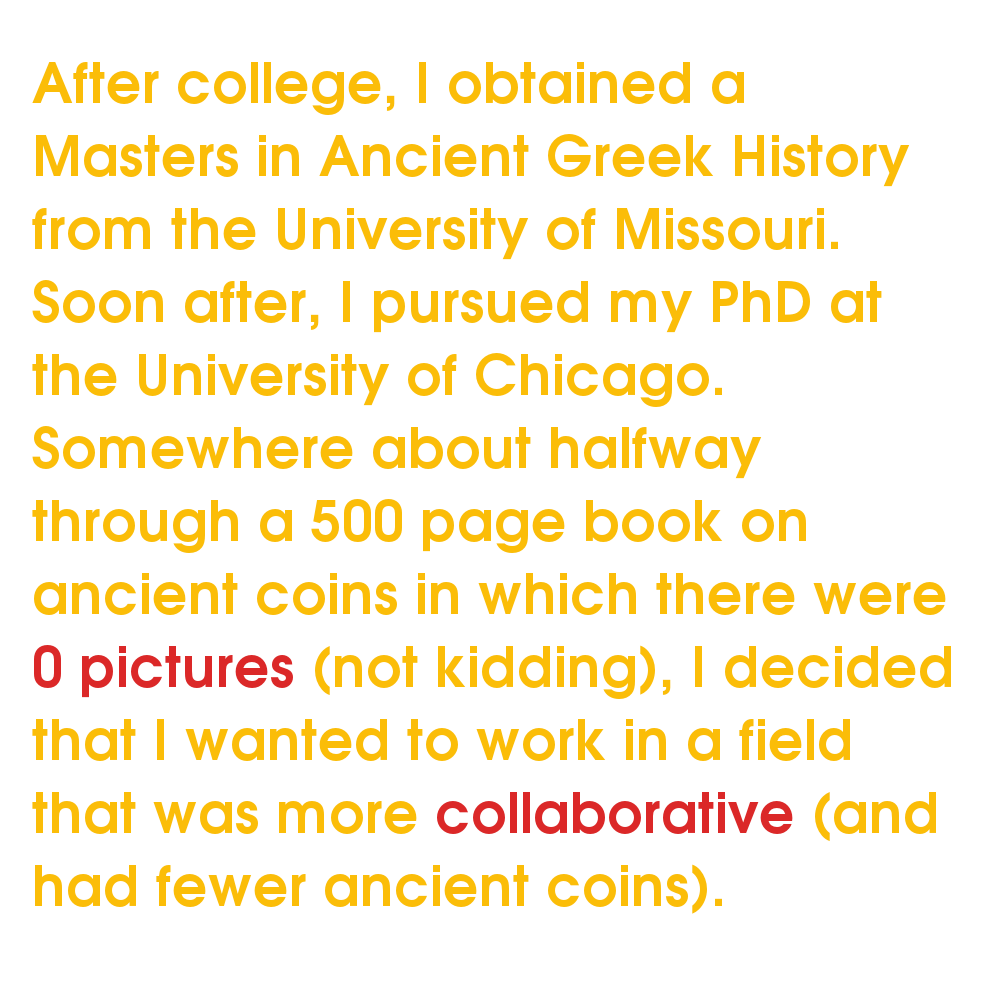 After college, I obtained a
Masters in Ancient Greek History
from the University of Missouri.
Soon after, I pursued my PhD at
the University of Chicago.
Somewhere about halfway
through a 500 page book on
ancient coins in which there were
0 pictures (not kidding), I decided
that I wanted to work in a field
that was more collaborative (and
had fewer ancient coins).